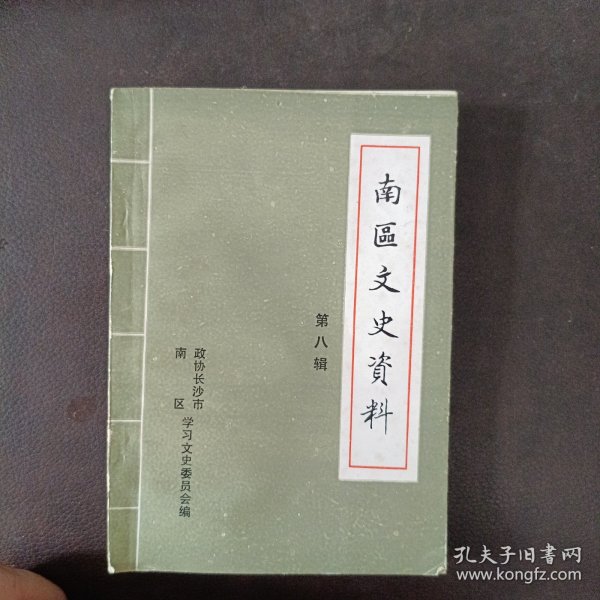 南區文史資料
第八辑
政协长沙市
南区
学习文史委员会编
孔夫子旧书网
www.kongfz.com